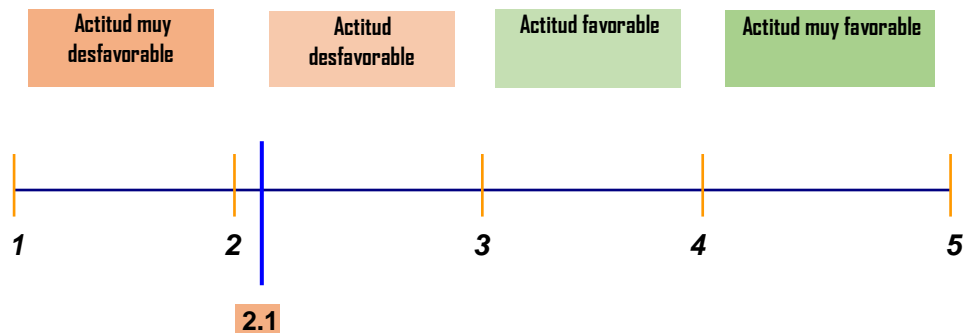 Actitud muy
desfavorable
Actitud
desfavorable
Actitud favorable
Actitud muy favorable
1
2
3
4
5
2.1